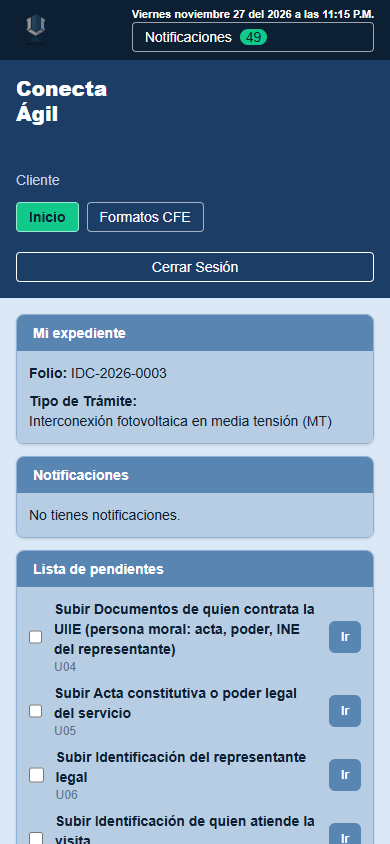 Viernes noviembre 27 del 2026 a las 11:15 P.M.
Notificaciones 49
Conecta
Ágil
Cliente
Inicio
Formatos CFE
Cerrar Sesión
Mi expediente
Folio: IDC-2026-0003
Tipo de Trámite:
Interconexión fotovoltaica en media tensión (MT)
Notificaciones
No tienes notificaciones.
Lista de pendientes
Subir Documentos de quien contrata la
UIIE (persona moral: acta, poder, INE
del representante)
U04
Ir
Subir Acta constitutiva o poder legal
del servicio
U05
Ir
Subir Identificación del representante
legal
U06
Ir
Subir Identificación de quien atiende la
visita
Ir